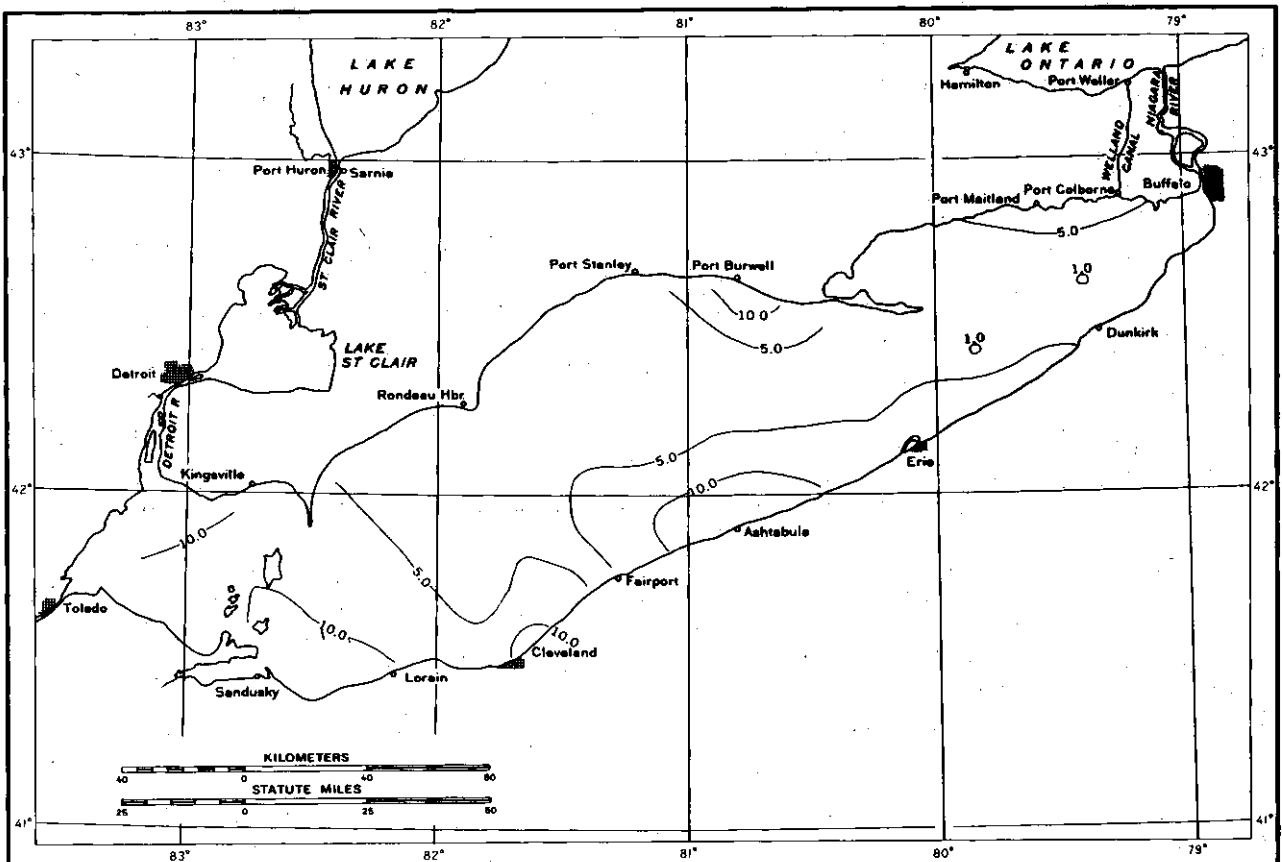 83°
82°
81°
80°
79°
LAKE
HURON
LAKE
ONTARIO
Hamilton
Port Weller
NIAGARA
RIVER
WELLAND
CANAL
43°
43°
Port Huron
Sarnia
ST CLAIR RIVER
Port Maitland
Port Colborne
Buffalo
5.0
Port Stanley
Port Burwell
10.0
5.0
1.0
1.0
Dunkirk
LAKE
ST CLAIR
Detroit
DETROIT R
Rondeau Hbr.
Kingsville
5.0
Erie
42°
42°
10.0
10.0
Ashtabula
5.0
Fairport
Toledo
10.0
10.0
Cleveland
Sandusky
Lorain
KILOMETERS
40 0 40 80
STATUTE MILES
25 0 25 50
41°
41°
83°
82°
81°
80°
79°